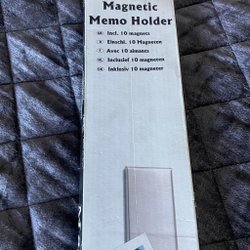 Magnetic
Memo Holder
Incl. 10 magnets
Einschl. 10 Magneten
Avec 10 aimants
Inclusief 10 magneten
Inklusiv 10 magneter